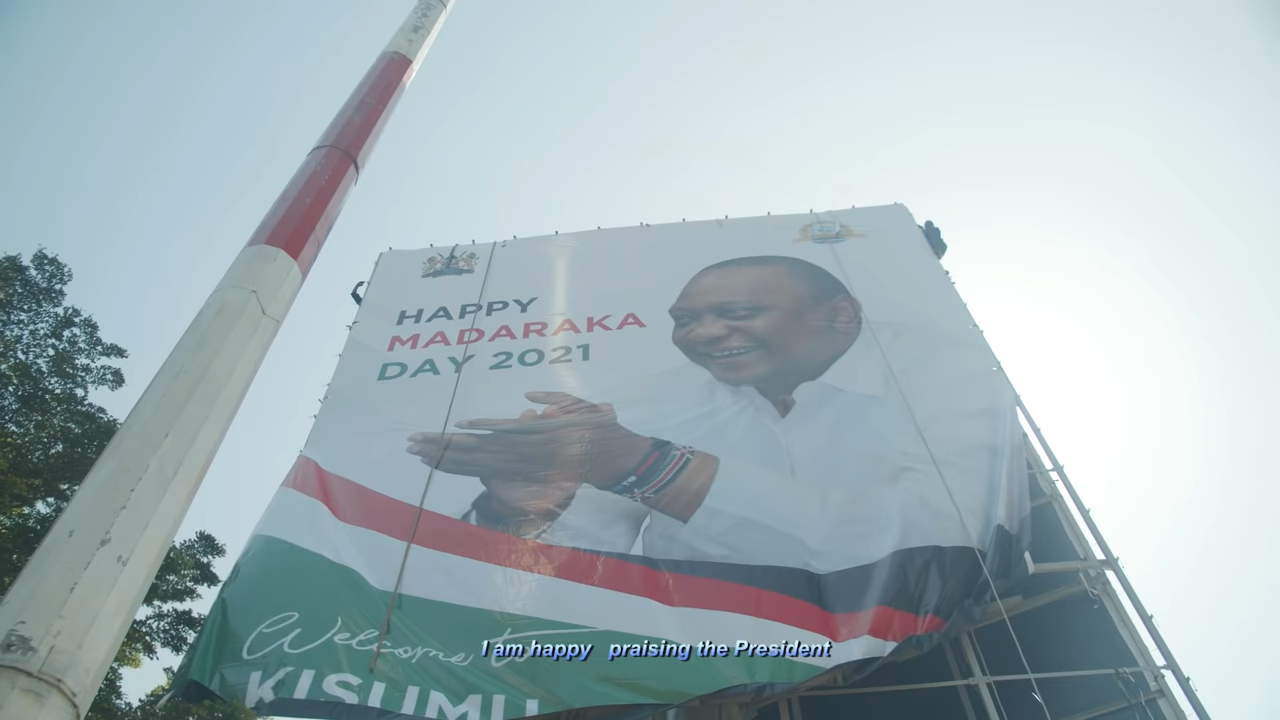 HAPPY
MADARAKA
DAY 2021
Welcome to
KISUMU
I am happy praising the President